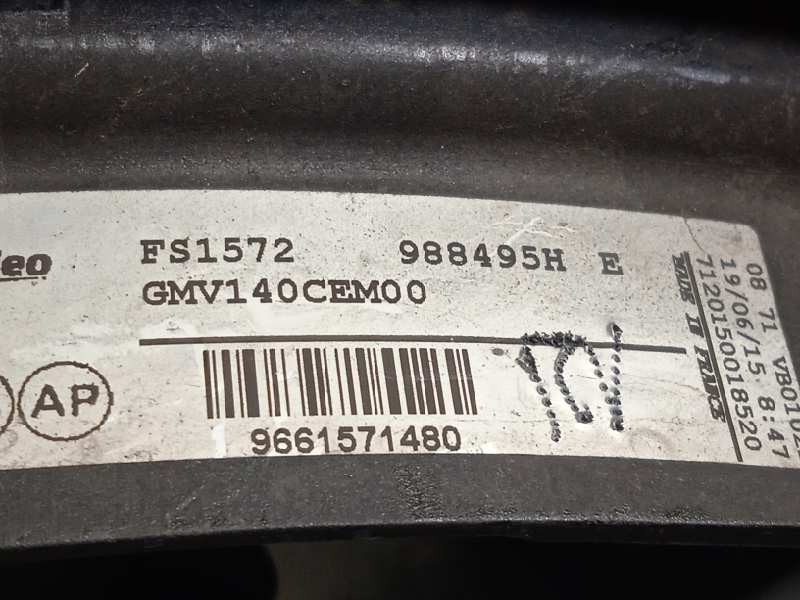 FS1572 988495H E
GMV140CEM00
AP
9661571480
08 71
19/06/15 8:47
7120150018520
MADE IN FRANCE